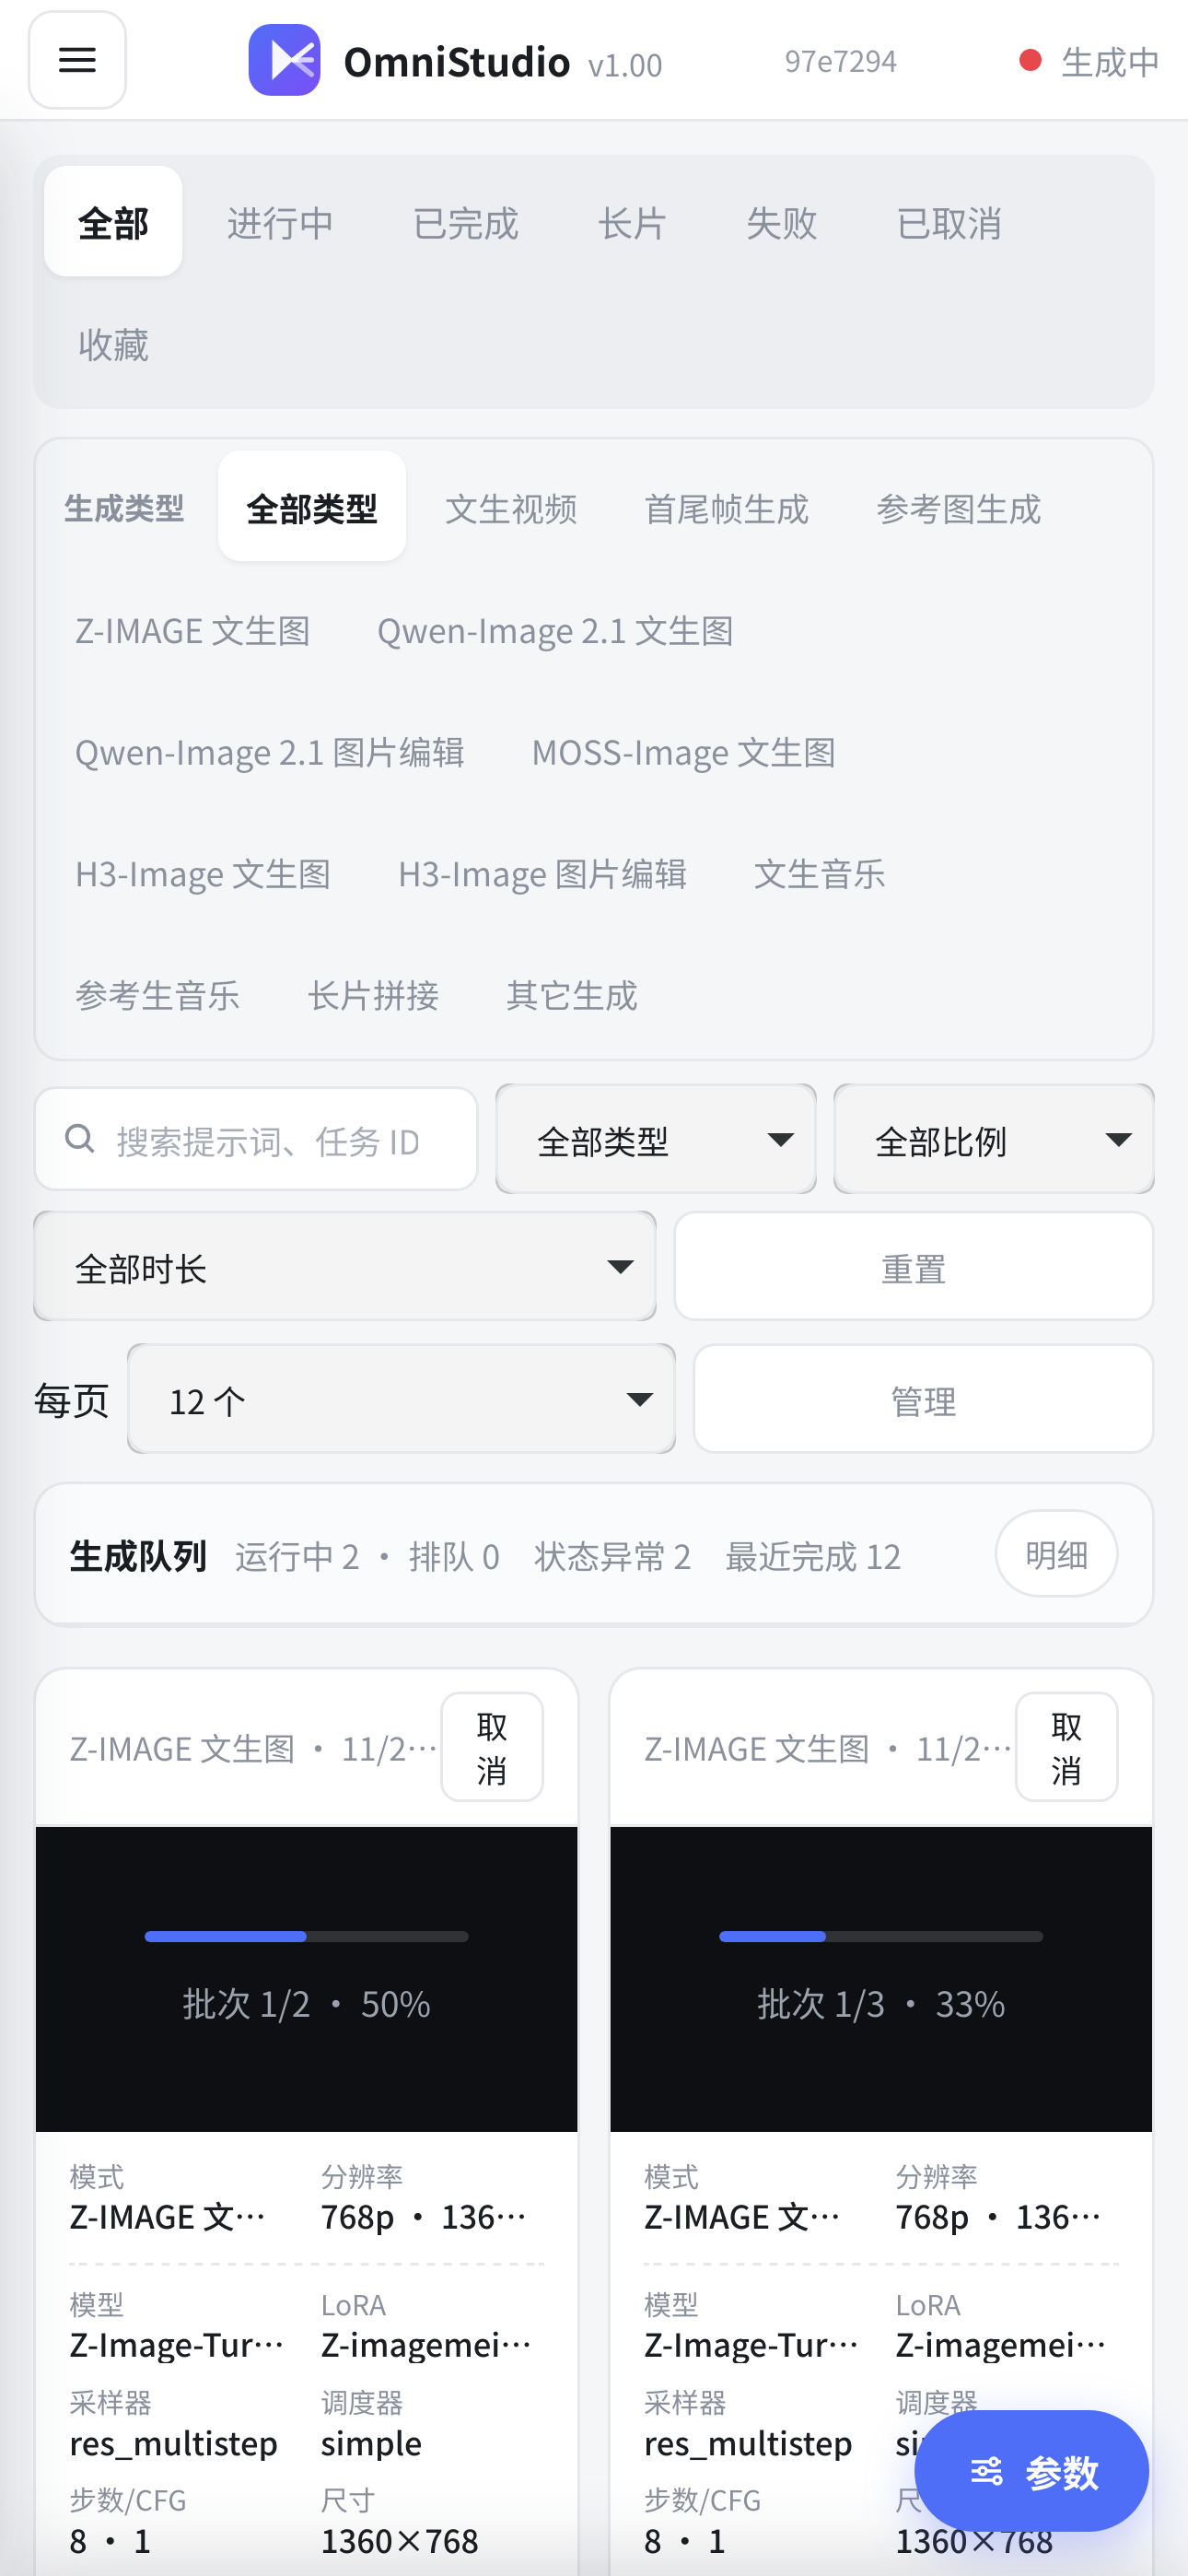 OmniStudio v1.00 97e7294 生成中
全部 进行中 已完成 长片 失败 已取消
收藏
生成类型 全部类型 文生视频 首尾帧生成 参考图生成
Z-IMAGE 文生图 Qwen-Image 2.1 文生图
Qwen-Image 2.1 图片编辑 MOSS-Image 文生图
H3-Image 文生图 H3-Image 图片编辑 文生音乐
参考生音乐 长片拼接 其它生成
搜索提示词、任务 ID 全部类型 全部比例
全部时长 重置
每页 12 个 管理
生成队列 运行中 2 · 排队 0 状态异常 2 最近完成 12 明细
Z-IMAGE 文生图 · 11/2… 取消
批次 1/2 · 50%
模式 分辨率
Z-IMAGE 文… 768p · 136…
模型 LoRA
Z-Image-Tur… Z-imagemei…
采样器 调度器
res_multistep simple
步数/CFG 尺寸
8 · 1 1360×768
Z-IMAGE 文生图 · 11/2… 取消
批次 1/3 · 33%
模式 分辨率
Z-IMAGE 文… 768p · 136…
模型 LoRA
Z-Image-Tur… Z-imagemei…
采样器 调度器
res_multistep
步数/CFG
8 · 1 1360×768
参数